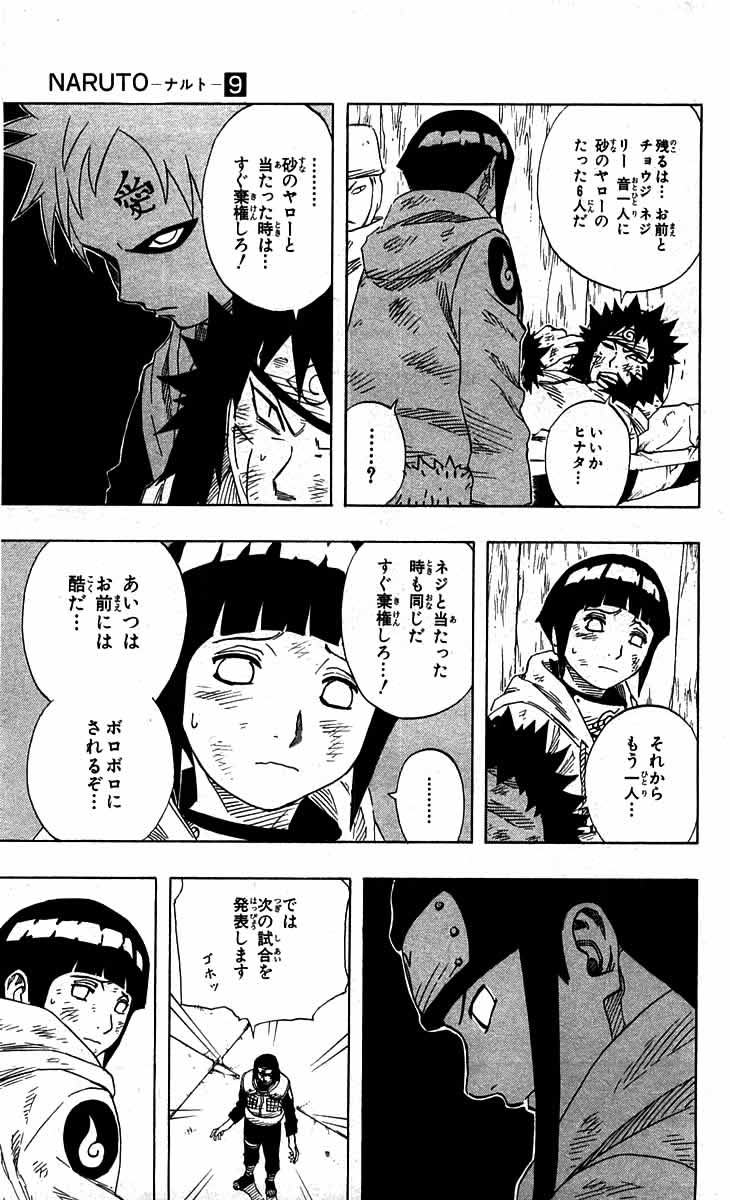 NARUTO—ナルト— 9
残るは… お前と
チョウジ ネジ
リー 音一人に
砂のヤローの
たった6人だ
いいか
ヒナタ…
………?
…………
砂のヤローと
当たった時は…
すぐ棄権しろ!
それから
もう一人…
ネジと当たった
時も同じだ
すぐ棄権しろ…!
………
あいつは
お前には
酷だ…
ボロボロに
されるぞ…
では
次の試合を
発表します
ゴホッ